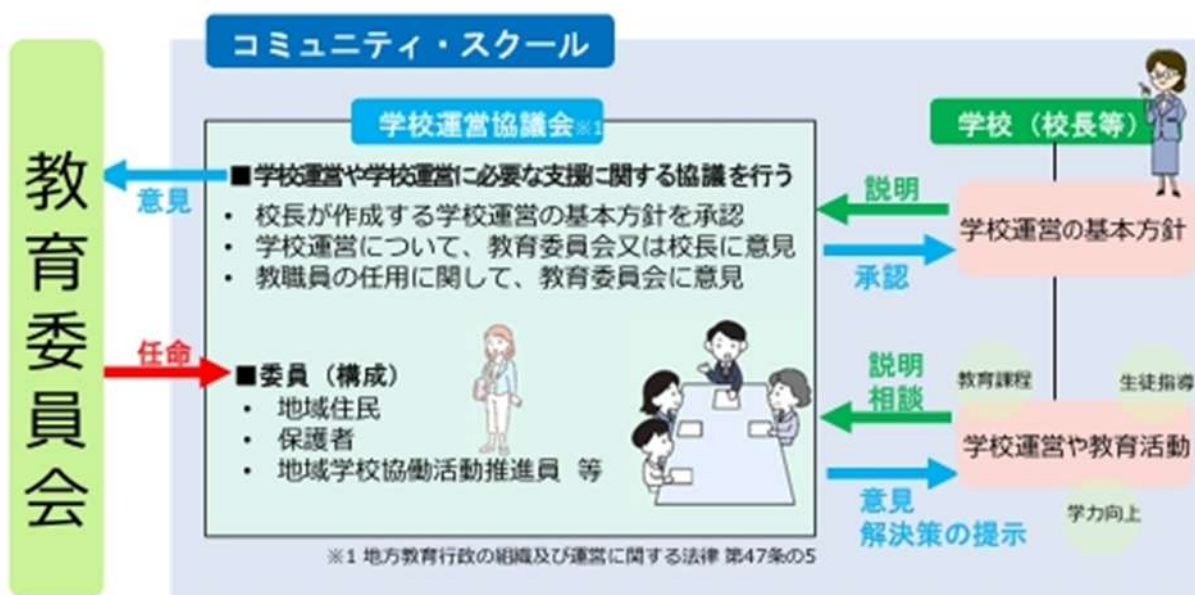 コミュニティ・スクール
教育委員会
意見
任命
学校運営協議会※1
■学校運営や学校運営に必要な支援に関する協議を行う
・ 校長が作成する学校運営の基本方針を承認
・ 学校運営について、教育委員会又は校長に意見
・ 教職員の任用に関して、教育委員会に意見
■委員（構成）
・ 地域住民
・ 保護者
・ 地域学校協働活動推進員 等
※1 地方教育行政の組織及び運営に関する法律 第47条の5
説明
承認
説明
相談
意見
解決策の提示
学校（校長等）
学校運営の基本方針
教育課程
生徒指導
学校運営や教育活動
学力向上